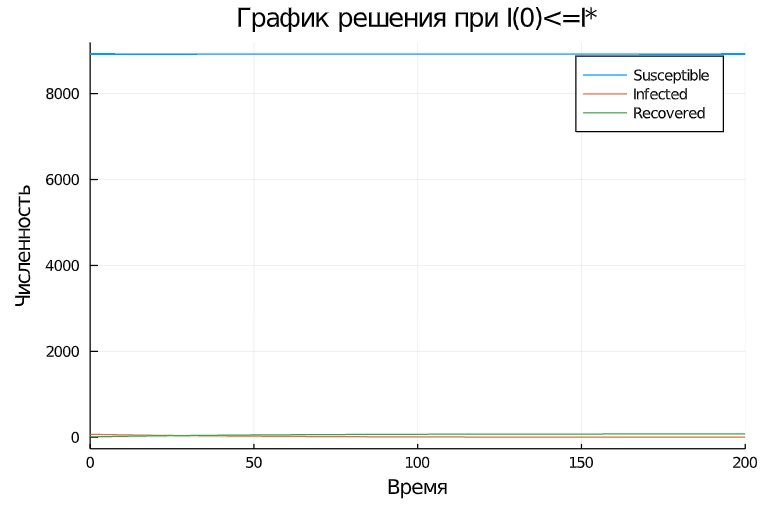 График решения при I(0)<=I*
Численность
8000
6000
4000
2000
0
Susceptible
Infected
Recovered
0 50 100 150 200
Время